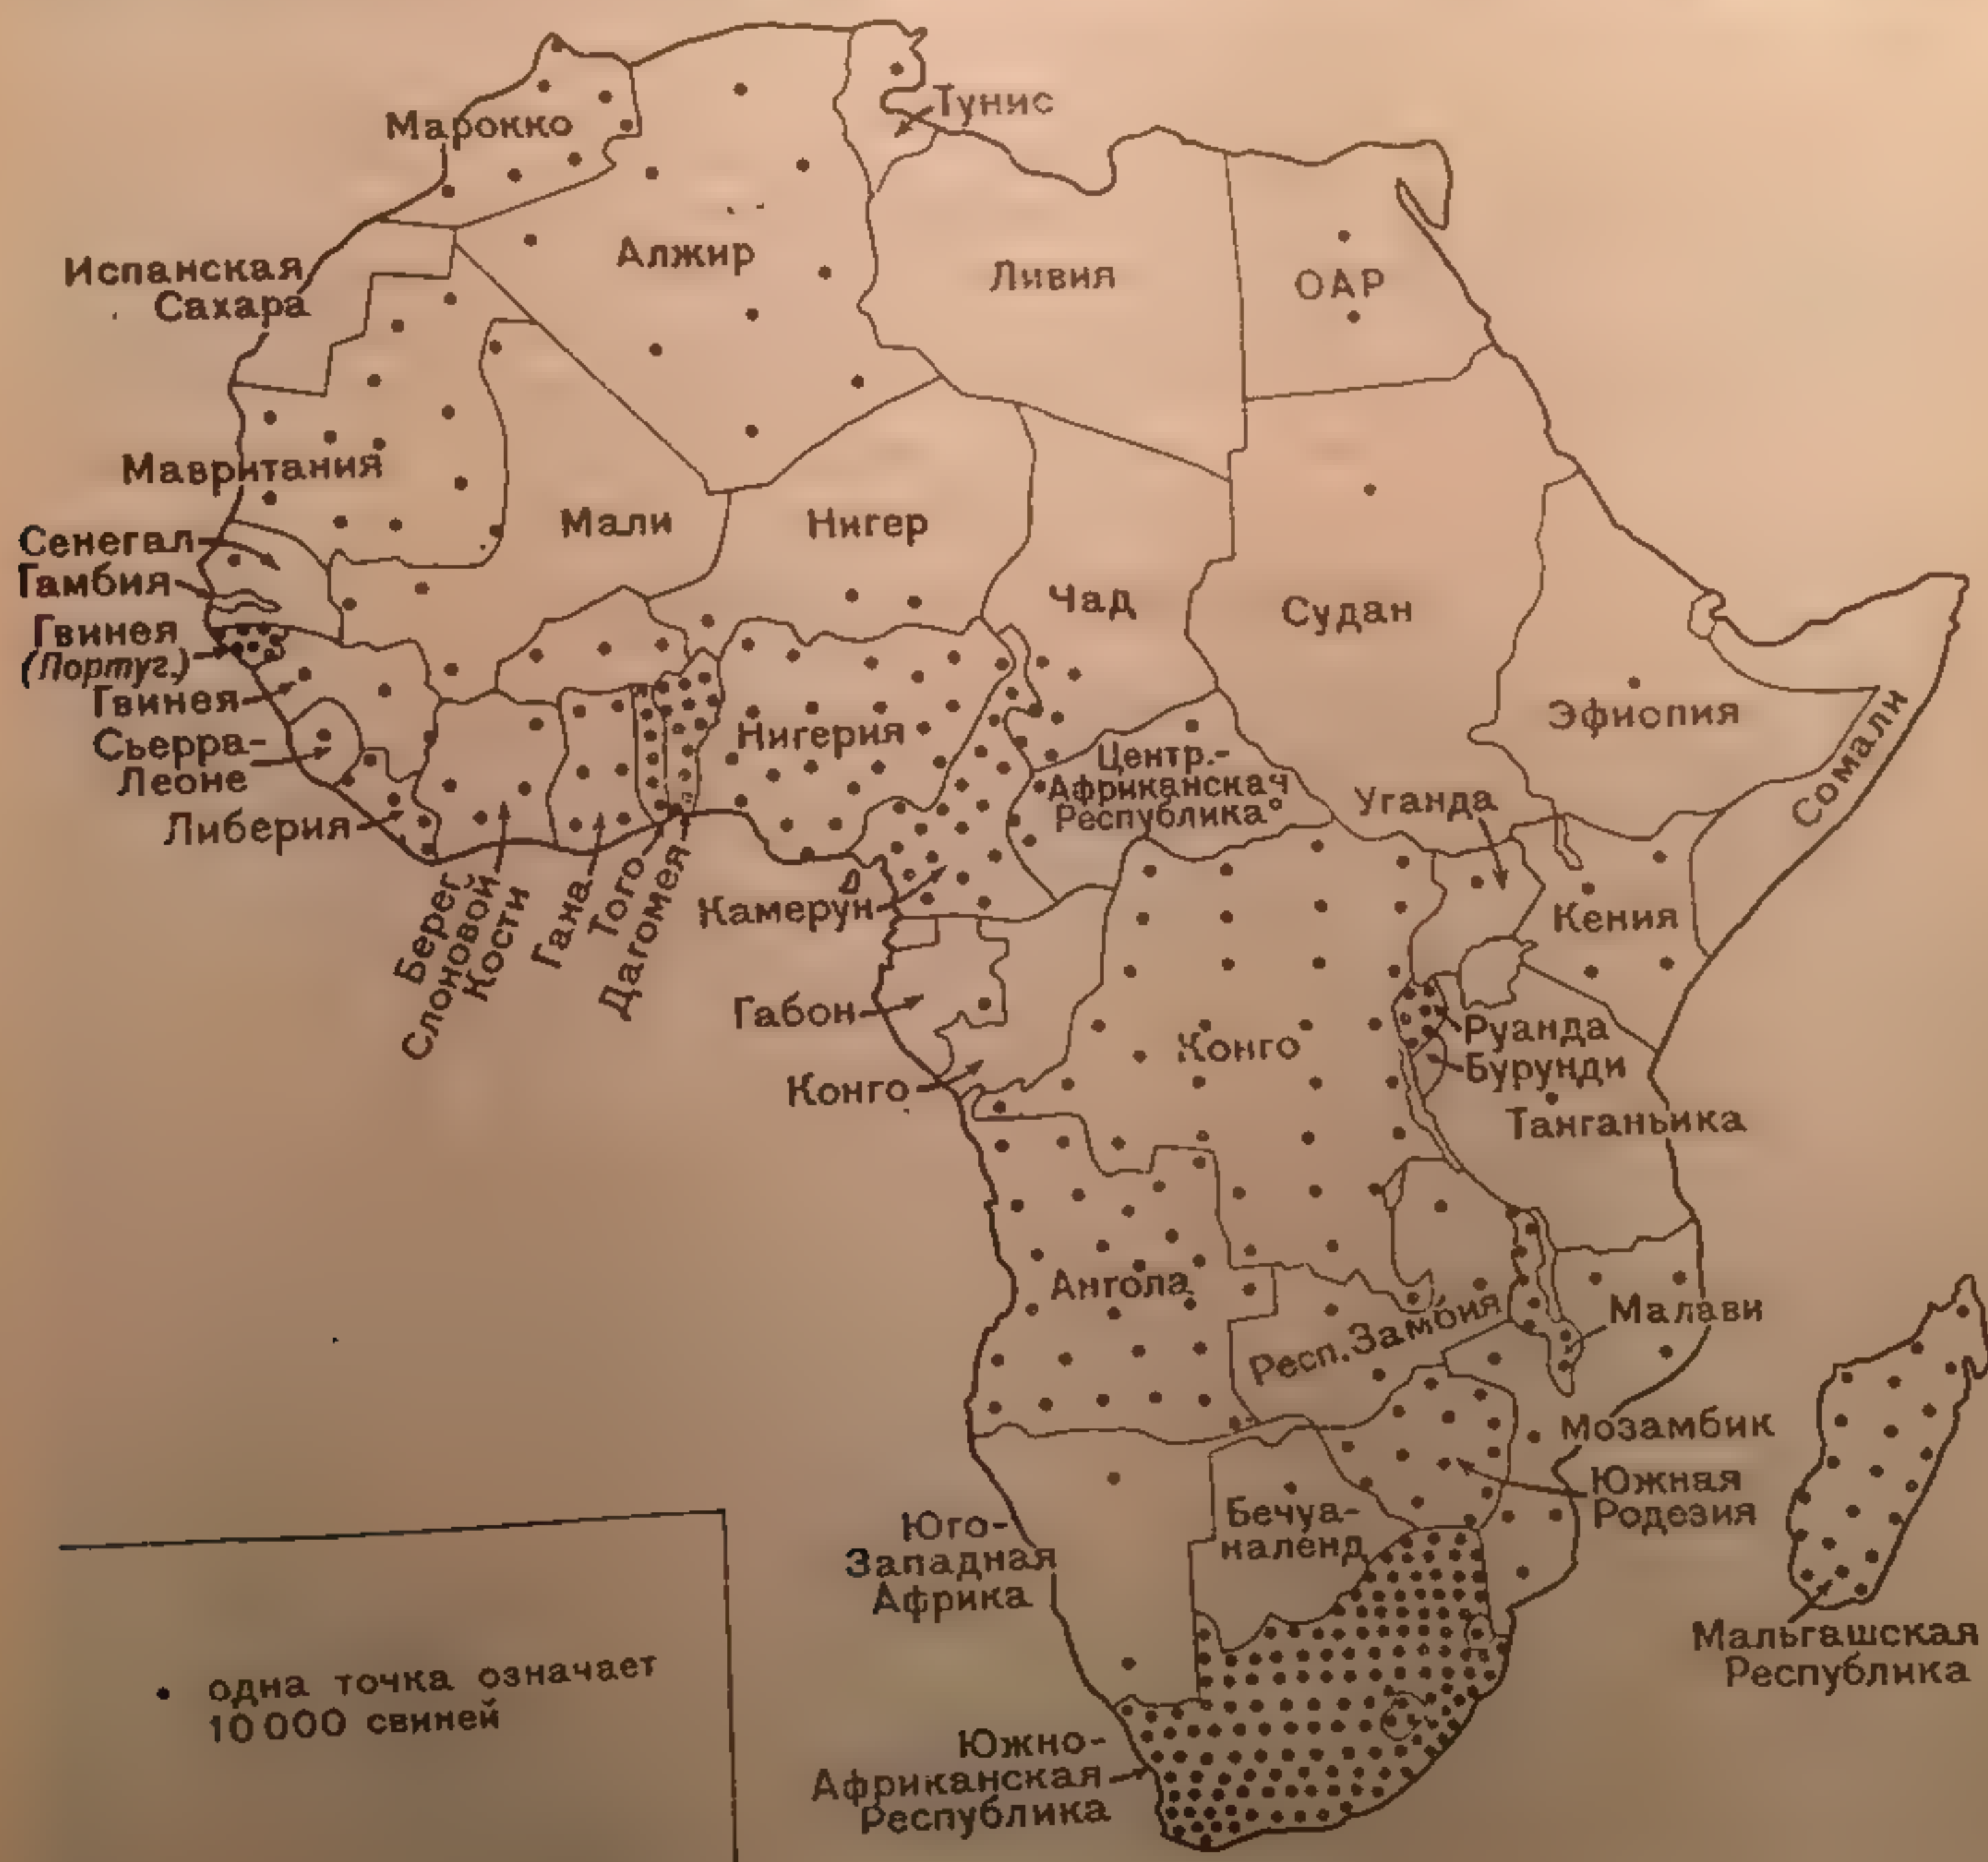 Марокко
Тунис
Алжир
Ливия
ОАР
Испанская
Сахара
Мавритания
Мали
Нигер
Чад
Судан
Сенегал
Гамбия
Гвинея
(Португ.)
Гвинея
Сьерра-
Леоне
Либерия
Берег
Слоновой
Кости
Гана
Того
Дагомея
Нигерия
Камерун
Центр.-
Африканская
Республика
Эфиопия
Сомали
Уганда
Кения
Габон
Конго
Конго
Руанда
Бурунди
Танганьика
Ангола
Респ. Замбия
Малави
Мозамбик
Южная
Родезия
Бечуа-
наленд
Юго-
Западная
Африка
Мальгашская
Республика
Южно-
Африканская
Республика
одна точка означает
10 000 свиней